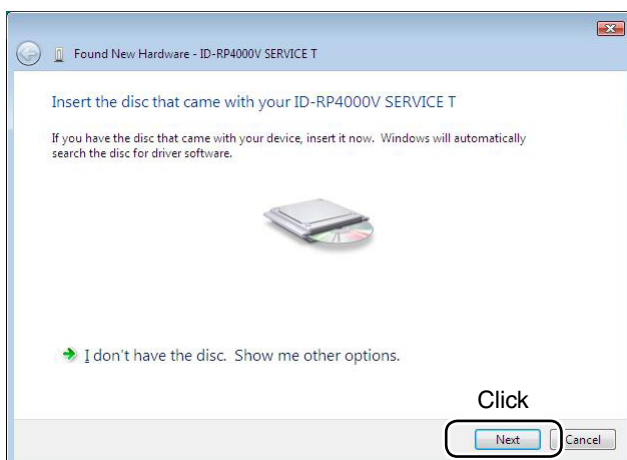 Found New Hardware - ID-RP4000V SERVICE T
Insert the disc that came with your ID-RP4000V SERVICE T
If you have the disc that came with your device, insert it now. Windows will automatically
search the disc for driver software.
I don't have the disc. Show me other options.
Click
Next Cancel